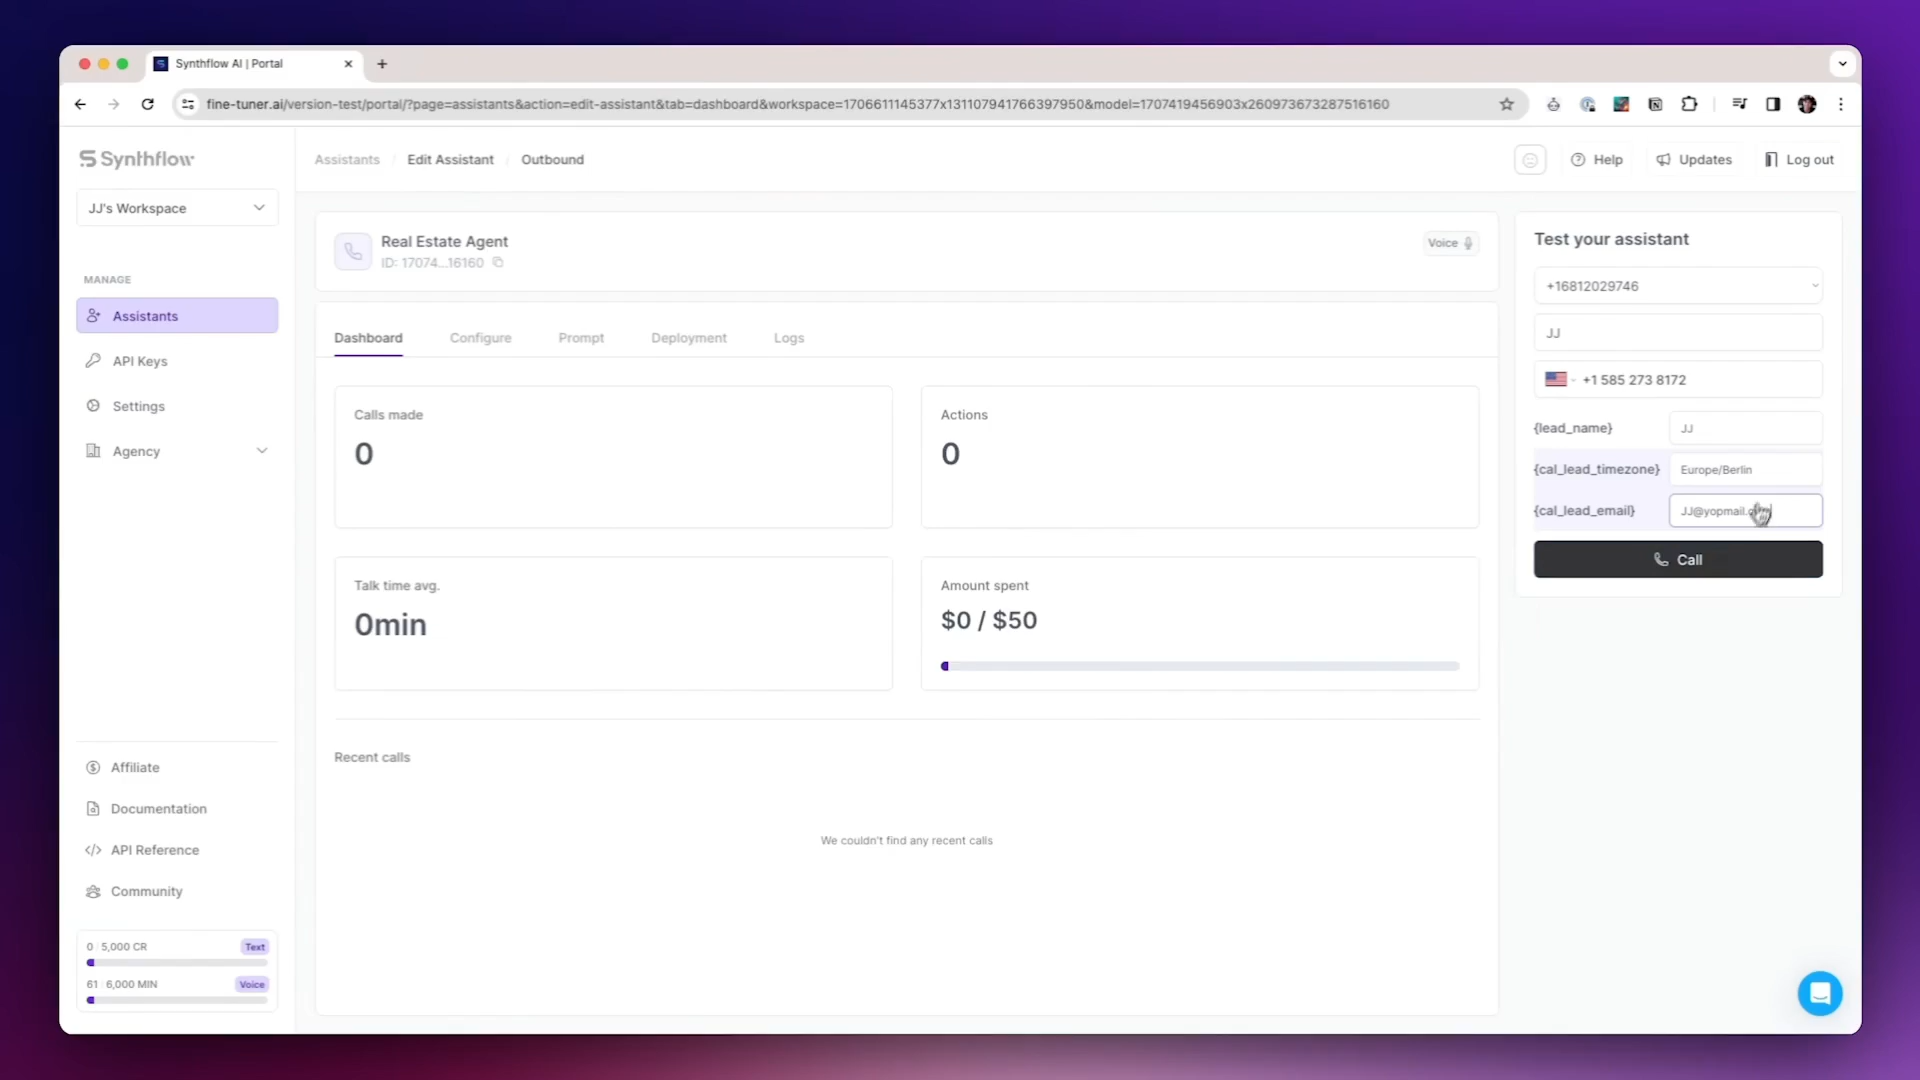 Synthflow AI | Portal
fine-tuner.ai/version-test/portal/?page=assistants&action=edit-assistant&tab=dashboard&workspace=1706611145377x131107941766397950&model=1707419456903x260973673287516160
Synthflow
JJ's Workspace
MANAGE
Assistants
API Keys
Settings
Agency
Affiliate
Documentation
API Reference
Community
0 5,000 CR Text
61 6,000 MIN Voice
Assistants / Edit Assistant / Outbound
Help
Updates
Log out
Real Estate Agent
ID: 17074...16160
Voice
Dashboard Configure Prompt Deployment Logs
Calls made
0
Actions
0
Talk time avg.
0min
Amount spent
$0 / $50
Recent calls
We couldn't find any recent calls
Test your assistant
+16812029746
JJ
+1 585 273 8172
{lead_name} JJ
{cal_lead_timezone} Europe/Berlin
{cal_lead_email}
Call